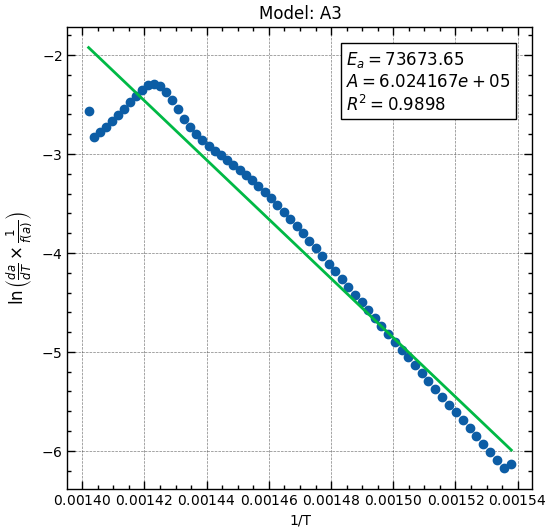 Model: A3
E_a = 73673.65
A = 6.024167e + 05
R^2 = 0.9898
ln (da/dT × 1/f(a))
−2
−3
−4
−5
−6
0.00140 0.00142 0.00144 0.00146 0.00148 0.00150 0.00152 0.00154
1/T